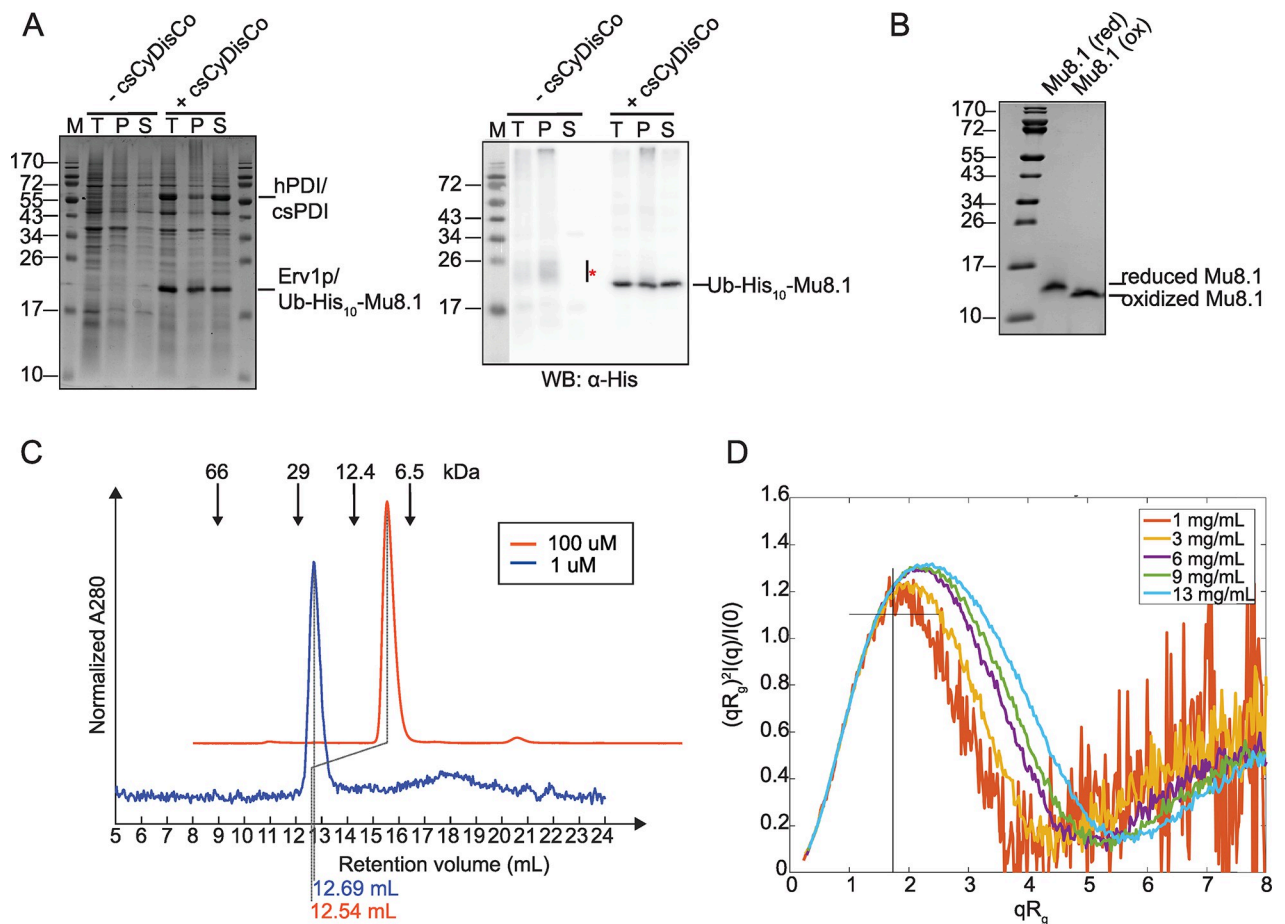 A
- csCyDisCo
+ csCyDisCo
M T P S T P S
170
72
55
43
34
26
17
10
hPDI/
csPDI
Erv1p/
Ub-His10-Mu8.1
- csCyDisCo
+ csCyDisCo
M T P S T P S
72
55
43
34
26
17
*
Ub-His10-Mu8.1
WB: α-His
B
Mu8.1 (red)
Mu8.1 (ox)
170
72
55
43
34
26
17
10
reduced Mu8.1
oxidized Mu8.1
C
66 29 12.4 6.5 kDa
100 uM
1 uM
Normalized A280
5 6 7 8 9 10 11 12 13 14 15 16 17 18 19 20 21 22 23 24
Retention volume (mL)
12.69 mL
12.54 mL
D
1.6
1.4
1.2
1.0
0.8
0.6
0.4
0.2
0
1 mg/mL
3 mg/mL
6 mg/mL
9 mg/mL
13 mg/mL
(qRg)²I(q)/I(0)
0 1 2 3 4 5 6 7 8
qRg